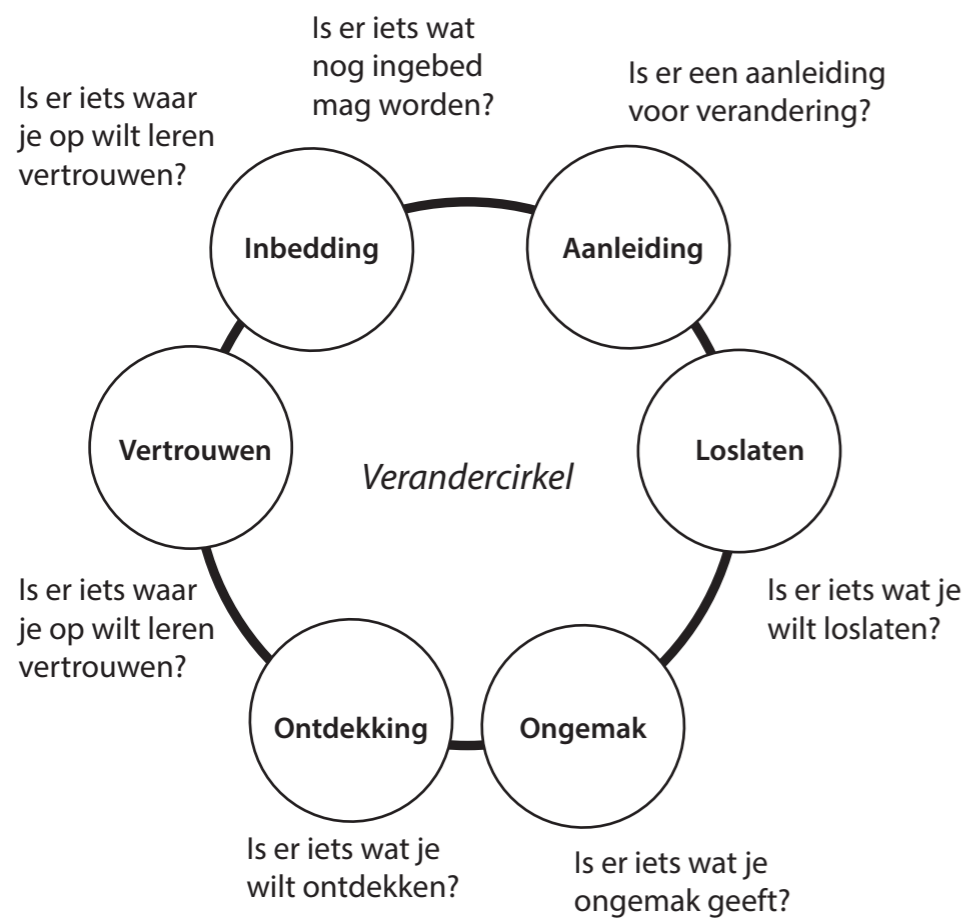 Is er iets wat
nog ingebed
mag worden?
Is er een aanleiding
voor verandering?
Is er iets waar
je op wilt leren
vertrouwen?
Inbedding
Aanleiding
Vertrouwen
Loslaten
Verandercirkel
Is er iets waar
je op wilt leren
vertrouwen?
Is er iets wat je
wilt loslaten?
Ontdekking
Ongemak
Is er iets wat je
wilt ontdekken?
Is er iets wat je
ongemak geeft?